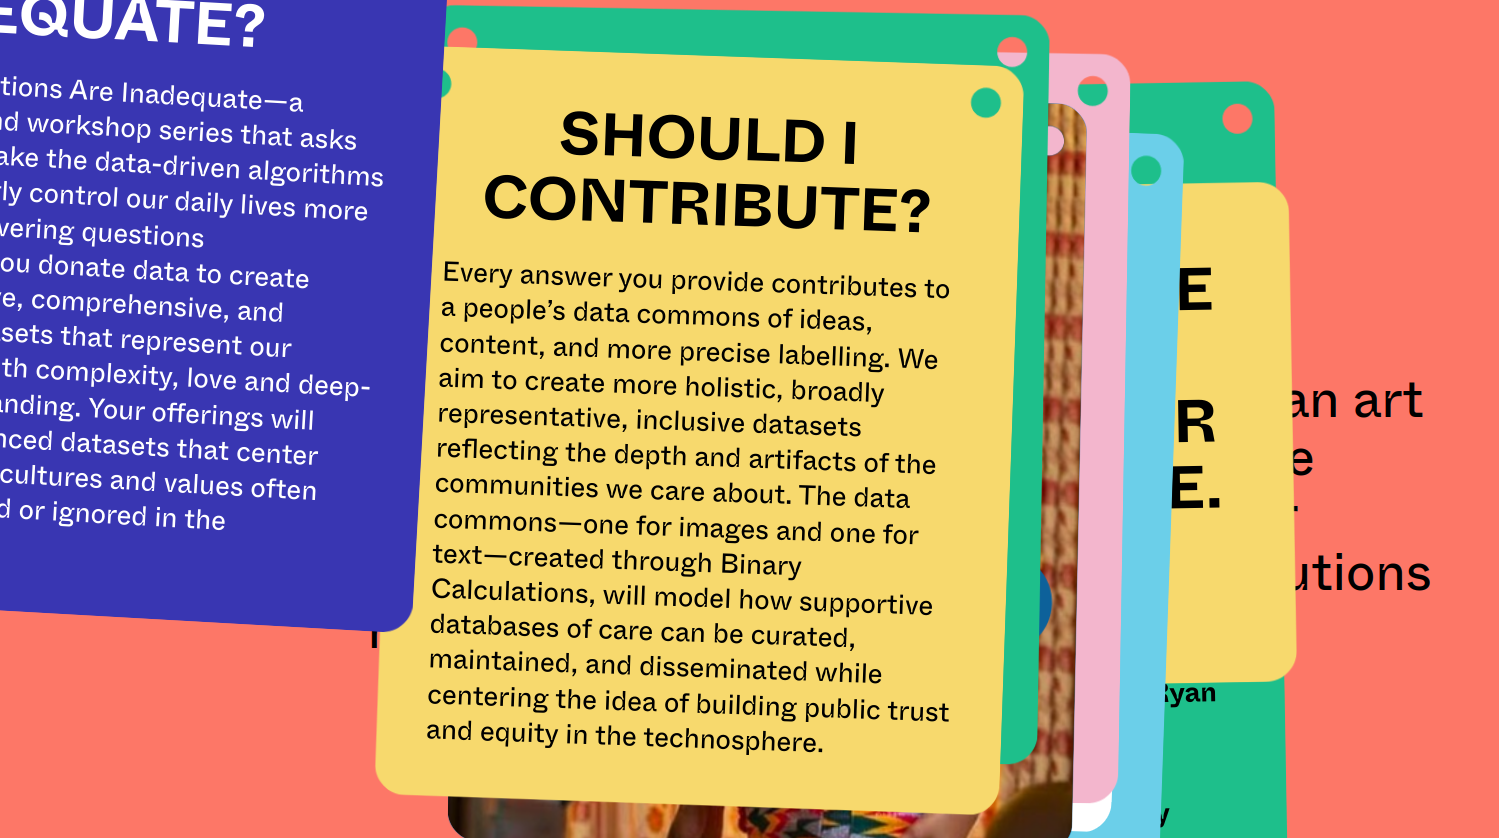 EQUATE?
tions Are Inadequate—a
nd workshop series that asks
ake the data-driven algorithms
rly control our daily lives more
wering questions
ou donate data to create
ve, comprehensive, and
sets that represent our
th complexity, love and deep-
anding. Your offerings will
nced datasets that center
cultures and values often
d or ignored in the
SHOULD I
CONTRIBUTE?
Every answer you provide contributes to
a people’s data commons of ideas,
content, and more precise labelling. We
aim to create more holistic, broadly
representative, inclusive datasets
reflecting the depth and artifacts of the
communities we care about. The data
commons—one for images and one for
text—created through Binary
Calculations, will model how supportive
databases of care can be curated,
maintained, and disseminated while
centering the idea of building public trust
and equity in the technosphere.
E
R
E.
an art
e
utions
Ryan
y